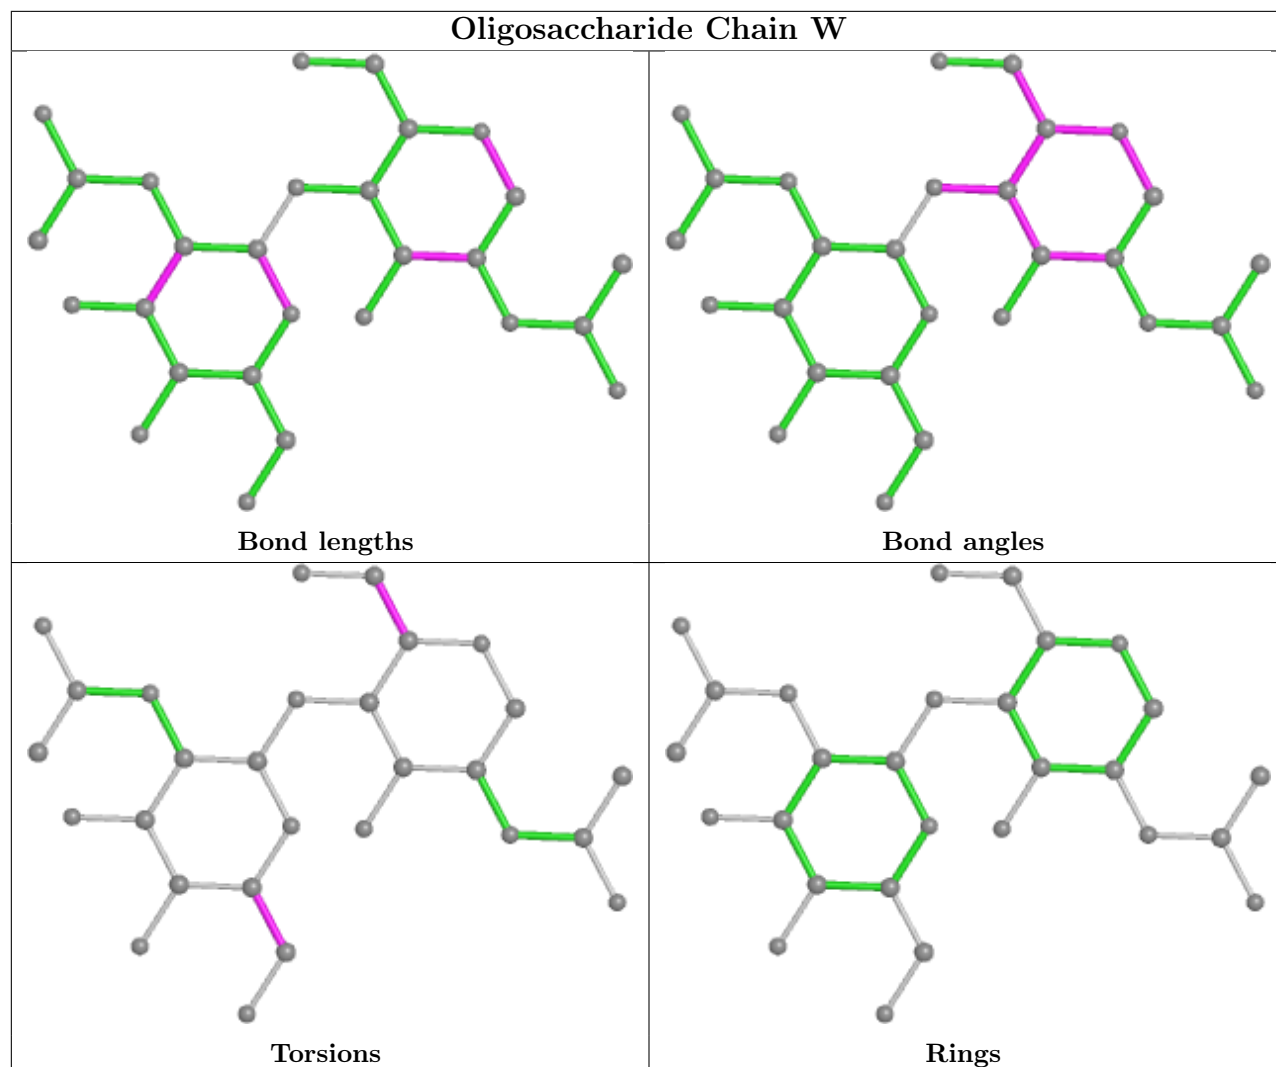 Oligosaccharide Chain W
Bond lengths
Bond angles
Torsions
Rings